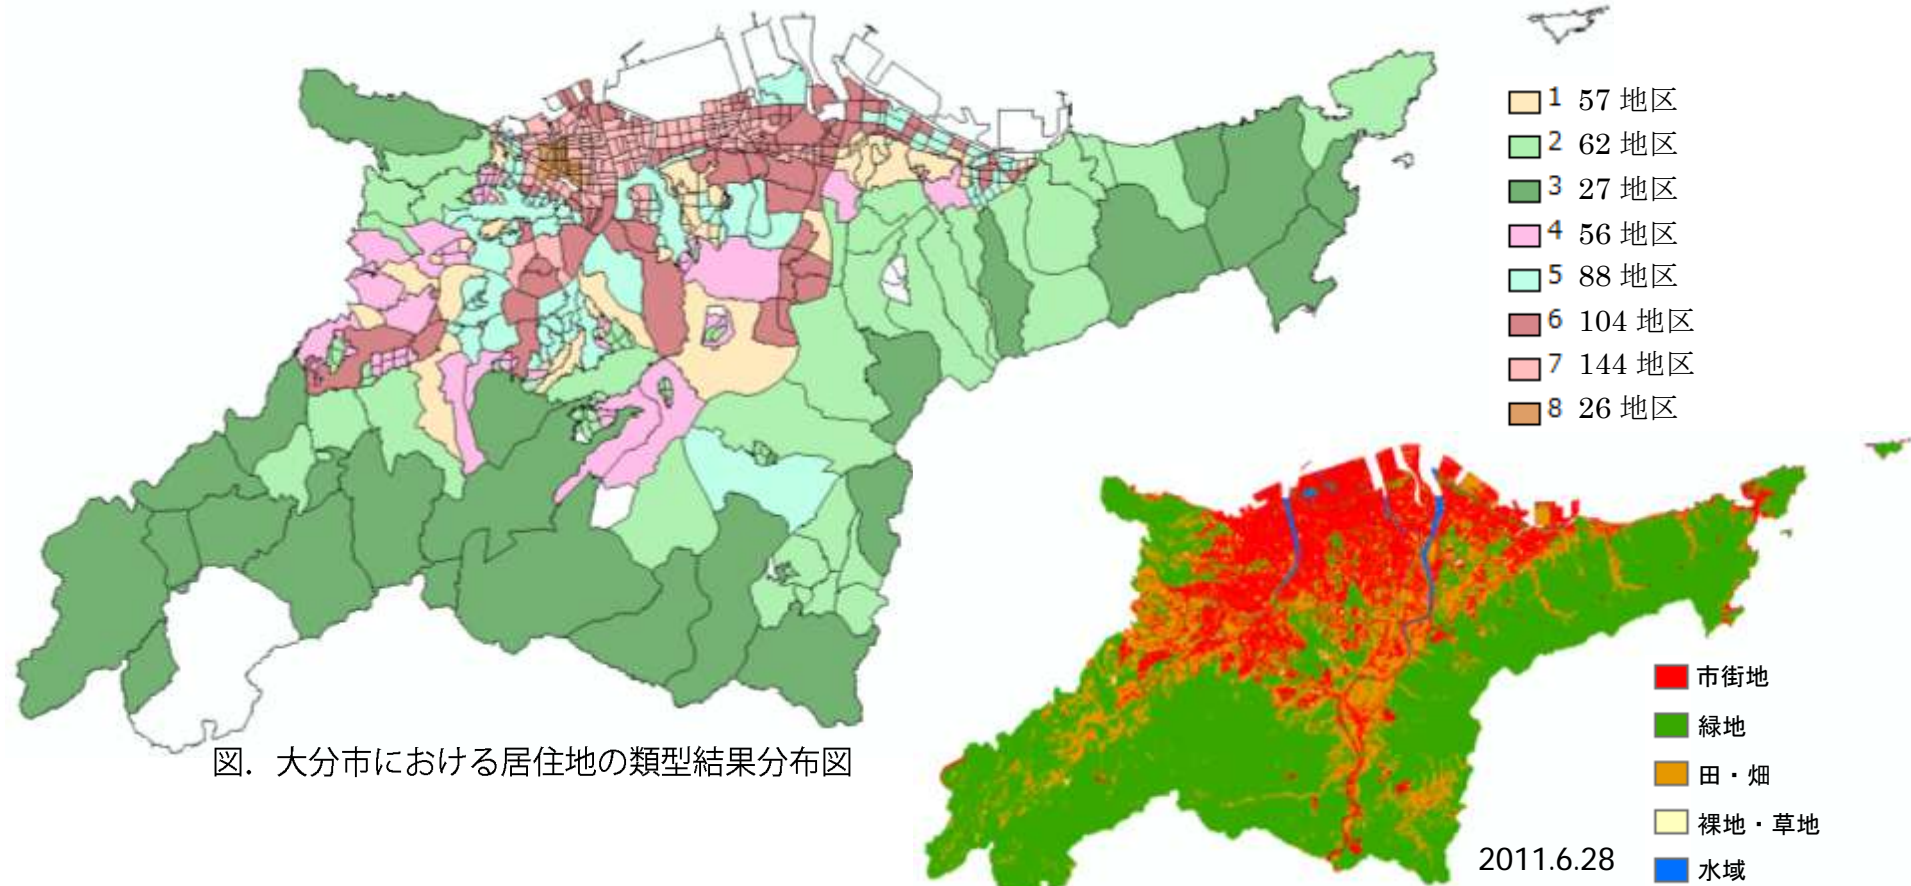 1 57 地区
2 62 地区
3 27 地区
4 56 地区
5 88 地区
6 104 地区
7 144 地区
8 26 地区
図．大分市における居住地の類型結果分布図
市街地
緑地
田・畑
裸地・草地
水域
2011.6.28